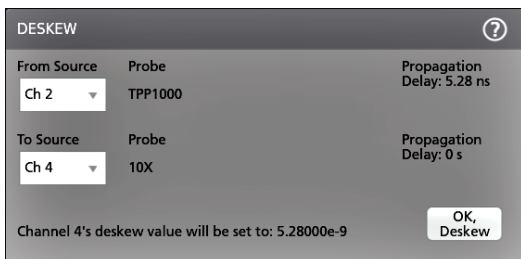 DESKEW
?
From Source
Probe
Propagation
Delay: 5.28 ns
Ch 2
TPP1000
To Source
Probe
Propagation
Delay: 0 s
Ch 4
10X
Channel 4's deskew value will be set to: 5.28000e-9
OK,
Deskew